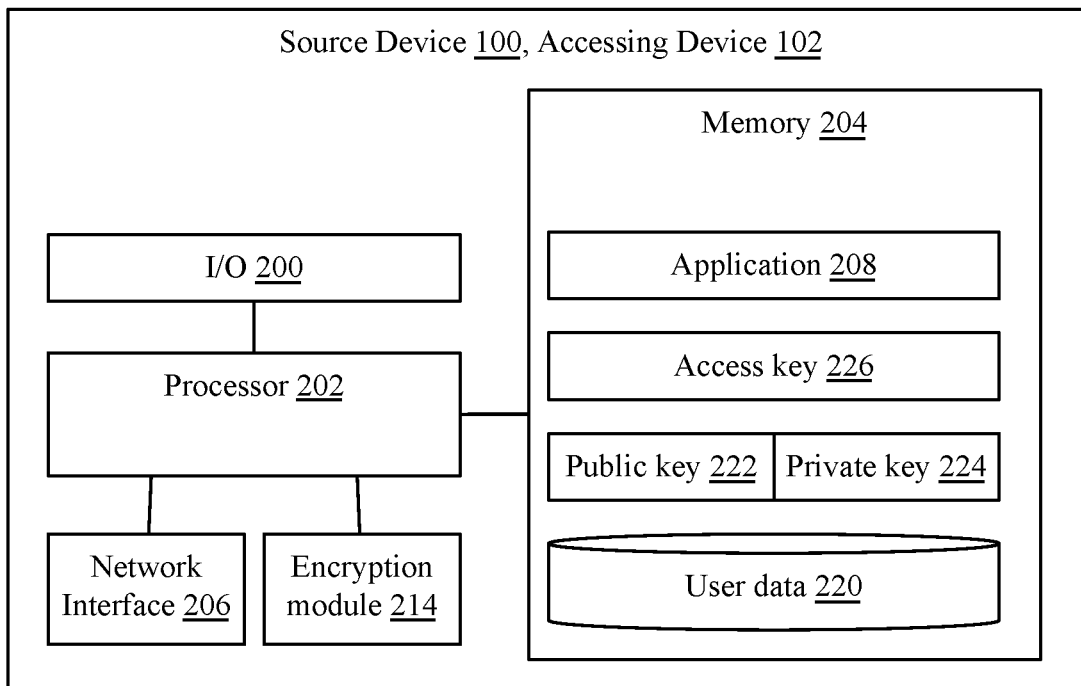 Source Device 100, Accessing Device 102
Memory 204
I/O 200
Application 208
Processor 202
Access key 226
Public key 222
Private key 224
Network
Interface 206
Encryption
module 214
User data 220